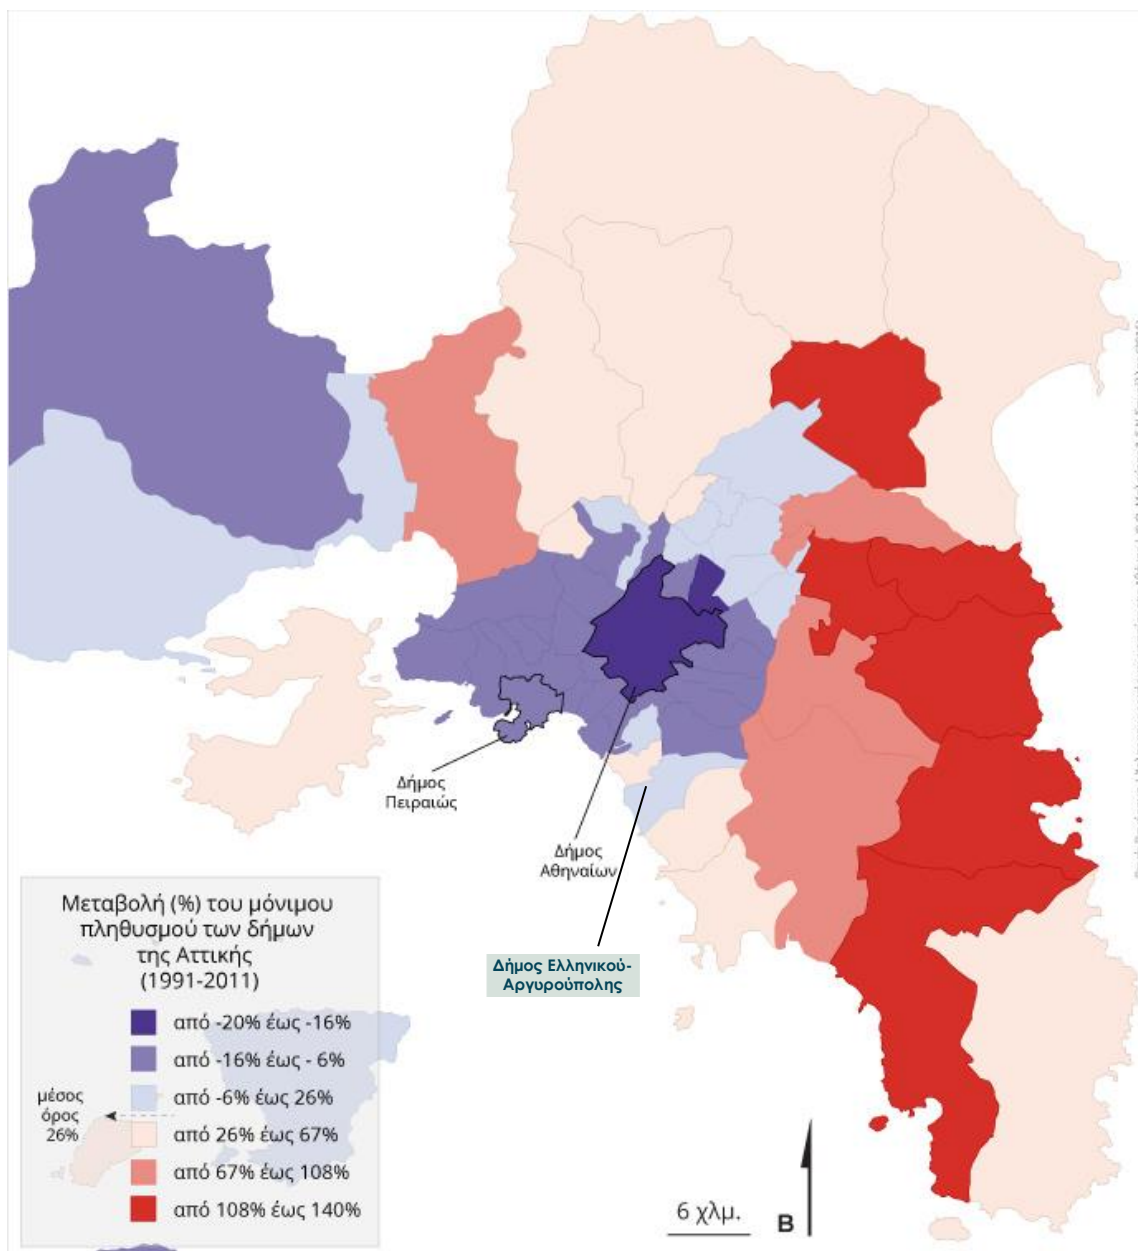 Δήμος
Πειραιώς
Δήμος
Αθηναίων
Δήμος Ελληνικού-
Αργυρούπολης
Μεταβολή (%) του μόνιμου
πληθυσμού των δήμων
της Αττικής
(1991-2011)
από -20% έως -16%
από -16% έως - 6%
από -6% έως 26%
μέσος
όρος
26%
από 26% έως 67%
από 67% έως 108%
από 108% έως 140%
6 χλμ.
Β